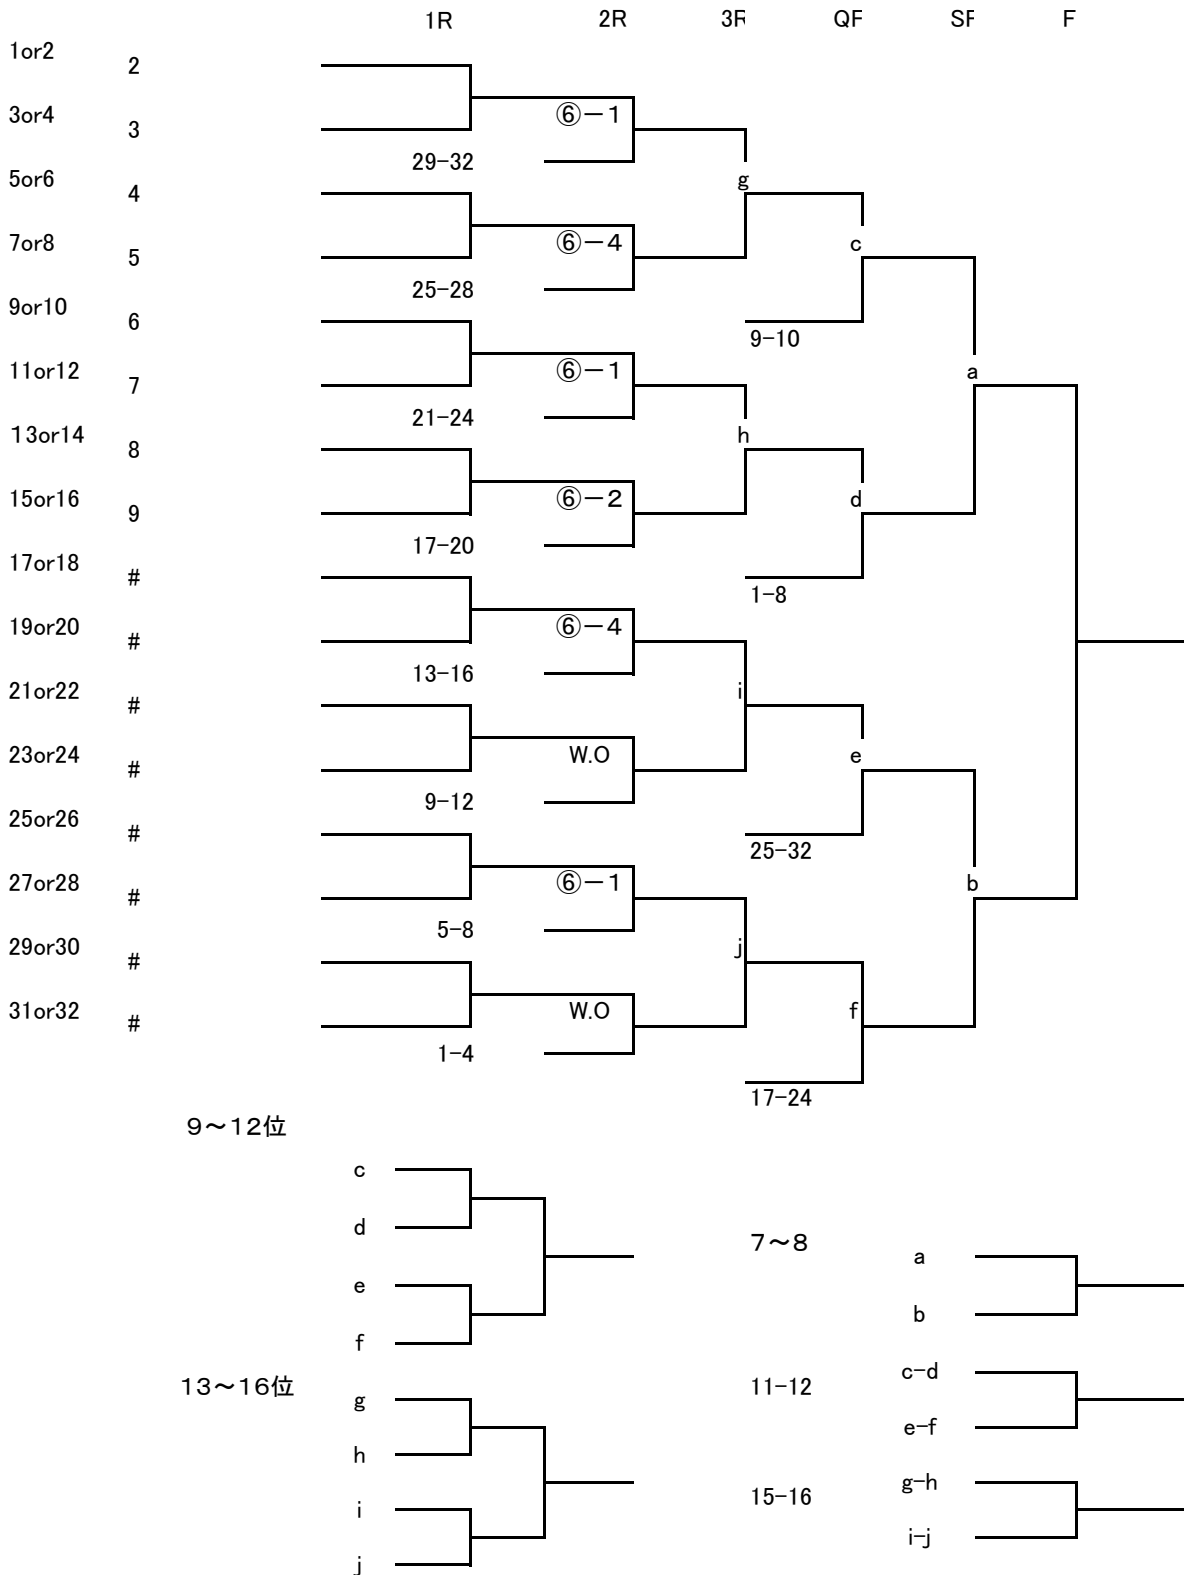 1R 2R 3R QF SF F
1or2 2
3or4 3 ⑥－1
29-32
5or6 4 g
7or8 5 ⑥－4 c
25-28
9or10 6 9-10
11or12 7 ⑥－1 a
21-24
13or14 8 h
15or16 9 ⑥－2 d
17-20
17or18 # 1-8
19or20 # ⑥－4
13-16
21or22 # i
23or24 # W.O e
9-12
25or26 # 25-32
27or28 # ⑥－1 b
5-8
29or30 # j
31or32 # W.O f
1-4
17-24
９～１２位
c
d
e
f
７～８
a
b
１３～１６位
g
h
i
j
11-12
c-d
e-f
15-16
g-h
i-j